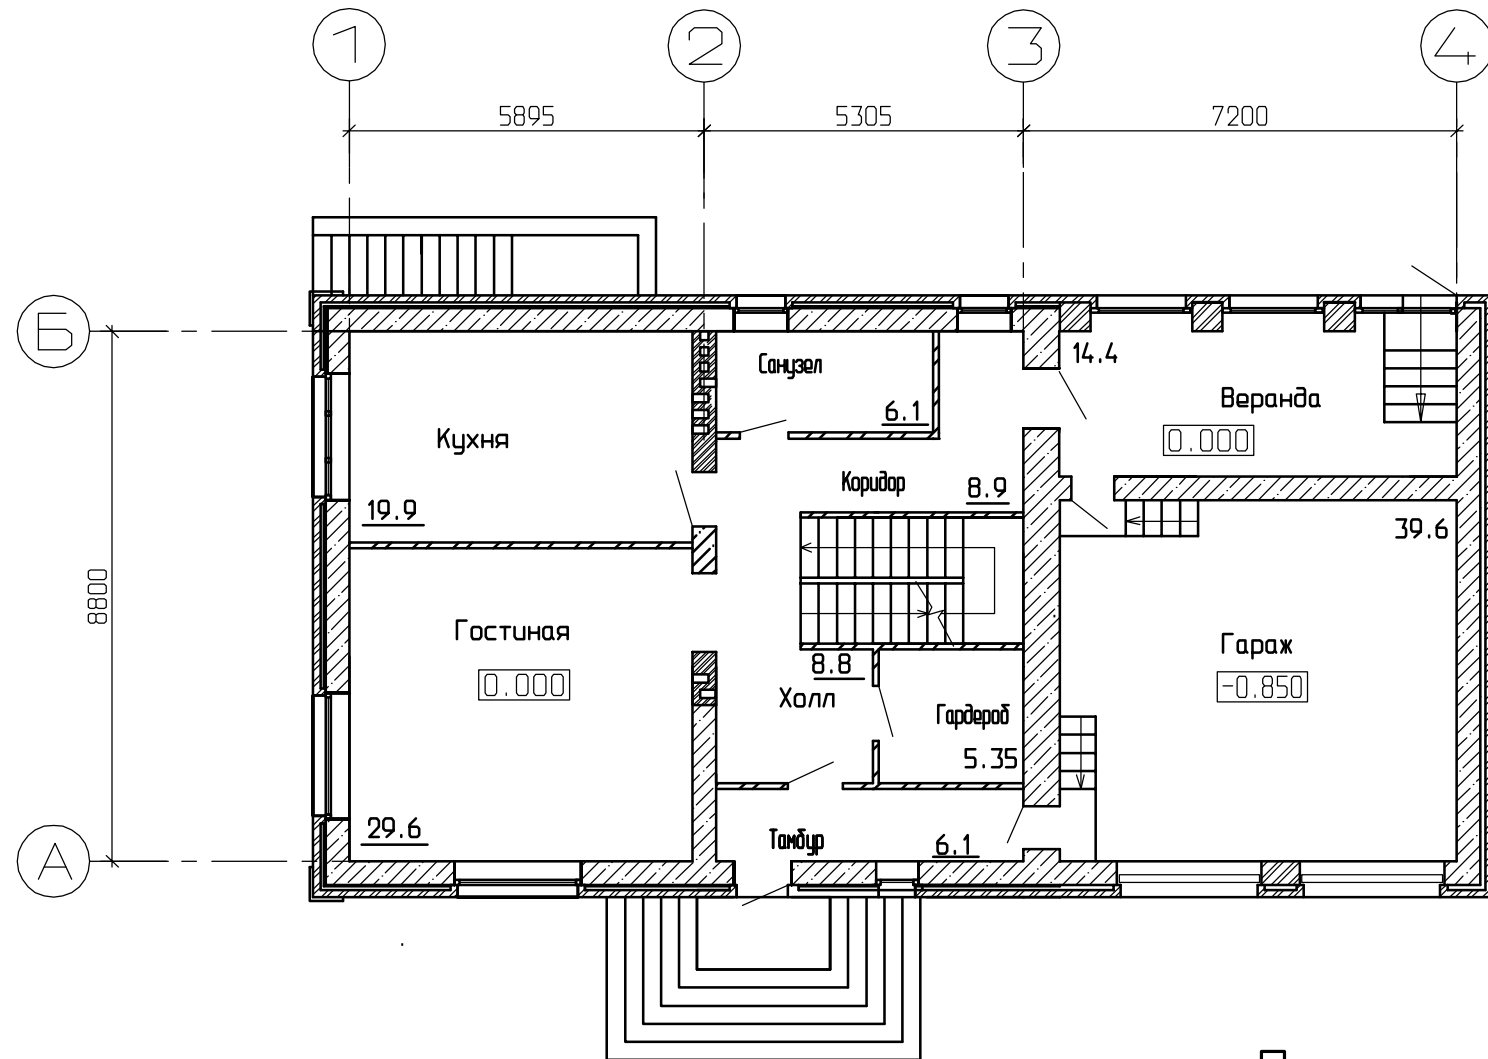 1 2 3 4
5895 5305 7200
Б
14.4
Санузел
Веранда
6.1
Кухня
0.000
Коридор
8.9
19.9
39.6
8800
Гостиная
Гараж
8.8
0.000
-0.850
Холл
Гардероб
5.35
29.6
Тамбур
6.1
А